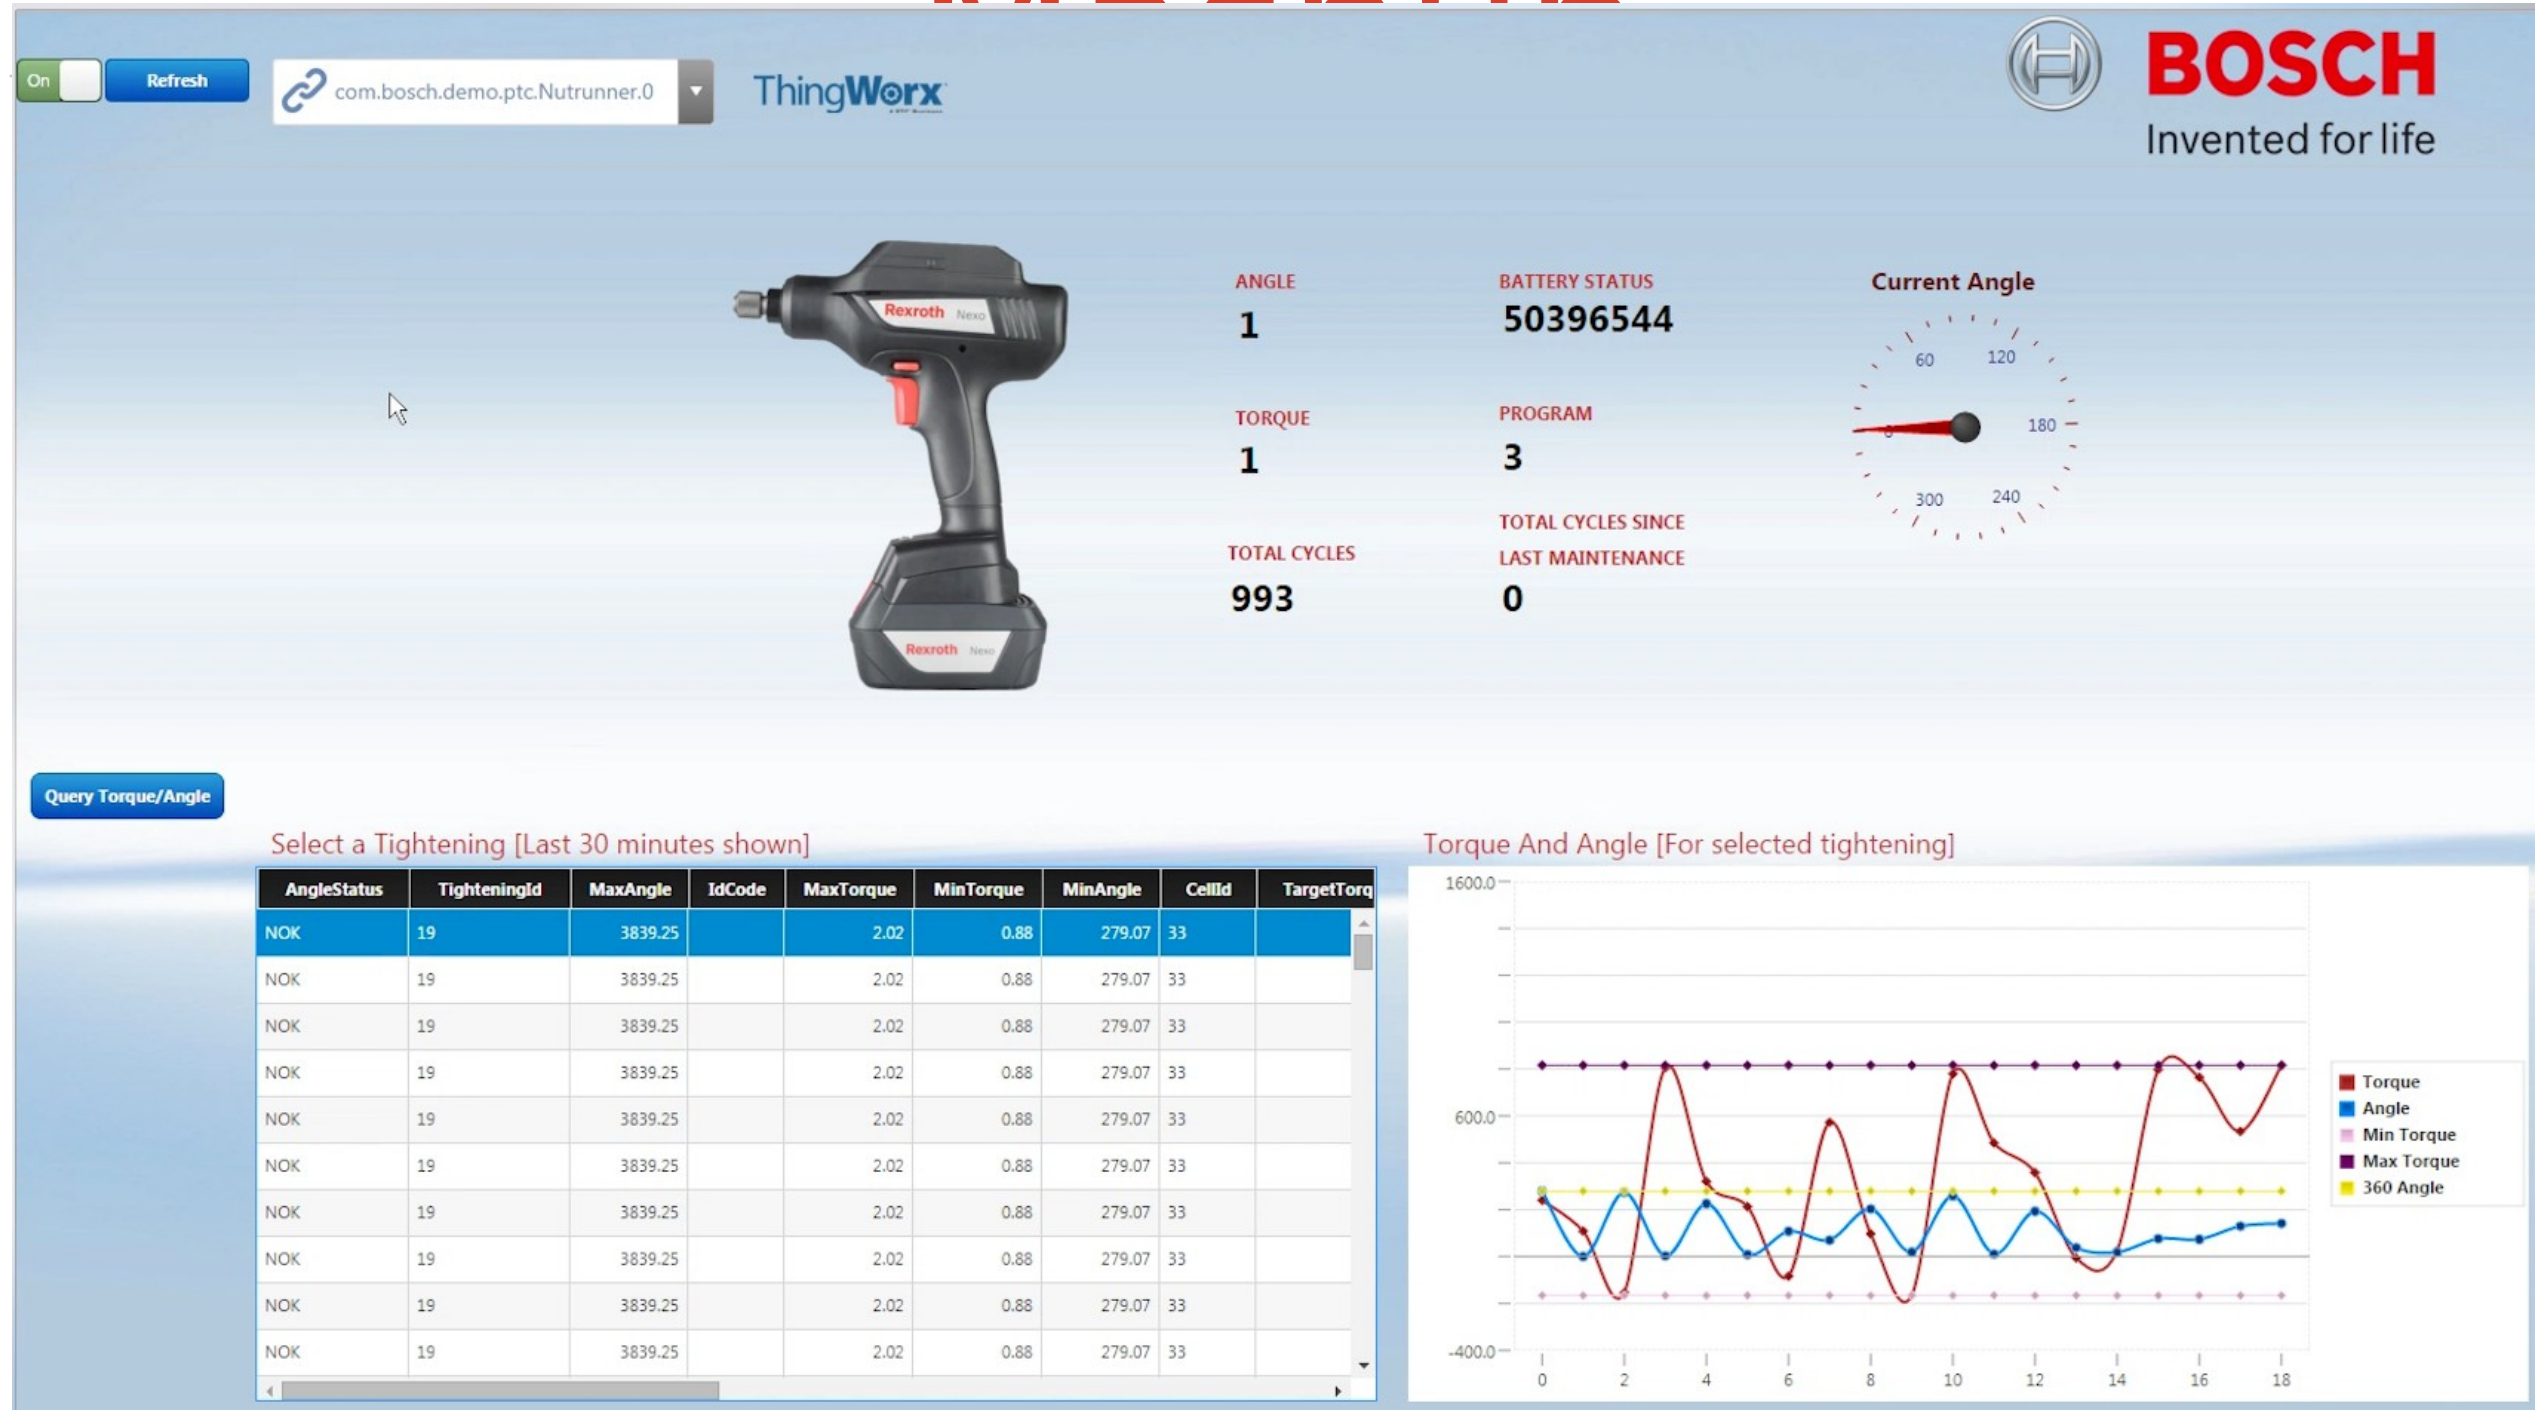 On
Refresh
com.bosch.demo.ptc.Nutrunner.0
ThingWorx
BOSCH
Invented for life
Rexroth Nexo
Rexroth Nexo
ANGLE
1
BATTERY STATUS
50396544
TORQUE
1
PROGRAM
3
TOTAL CYCLES
993
TOTAL CYCLES SINCE
LAST MAINTENANCE
0
Current Angle
60 120
0 180
300 240
Query Torque/Angle
Select a Tightening [Last 30 minutes shown]
AngleStatus TighteningId MaxAngle IdCode MaxTorque MinTorque MinAngle CellId TargetTorq
NOK 19 3839.25 2.02 0.88 279.07 33
NOK 19 3839.25 2.02 0.88 279.07 33
NOK 19 3839.25 2.02 0.88 279.07 33
NOK 19 3839.25 2.02 0.88 279.07 33
NOK 19 3839.25 2.02 0.88 279.07 33
NOK 19 3839.25 2.02 0.88 279.07 33
NOK 19 3839.25 2.02 0.88 279.07 33
NOK 19 3839.25 2.02 0.88 279.07 33
NOK 19 3839.25 2.02 0.88 279.07 33
NOK 19 3839.25 2.02 0.88 279.07 33
Torque And Angle [For selected tightening]
1600.0
600.0
-400.0
0 2 4 6 8 10 12 14 16 18
Torque
Angle
Min Torque
Max Torque
360 Angle